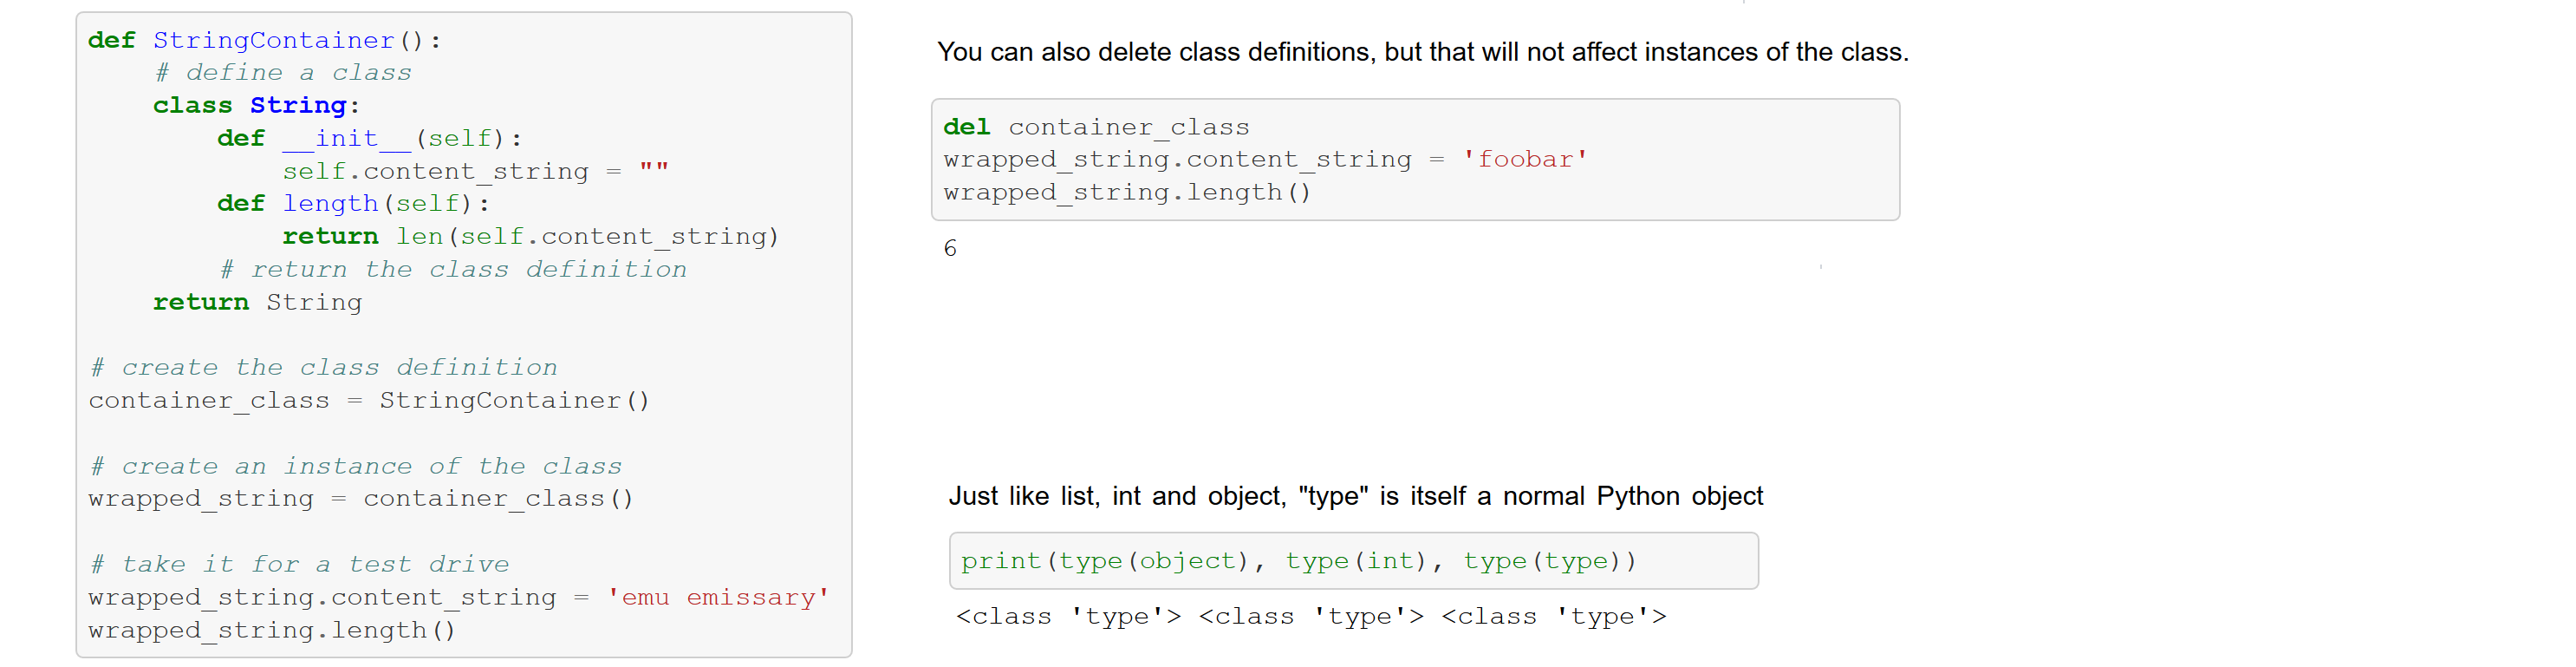 def StringContainer():
    # define a class
    class String:
        def __init__(self):
            self.content_string = ""
        def length(self):
            return len(self.content_string)
        # return the class definition
    return String

# create the class definition
container_class = StringContainer()

# create an instance of the class
wrapped_string = container_class()

# take it for a test drive
wrapped_string.content_string = 'emu emissary'
wrapped_string.length()

You can also delete class definitions, but that will not affect instances of the class.
del container_class
wrapped_string.content_string = 'foobar'
wrapped_string.length()
6

Just like list, int and object, "type" is itself a normal Python object
print(type(object), type(int), type(type))
<class 'type'> <class 'type'> <class 'type'>